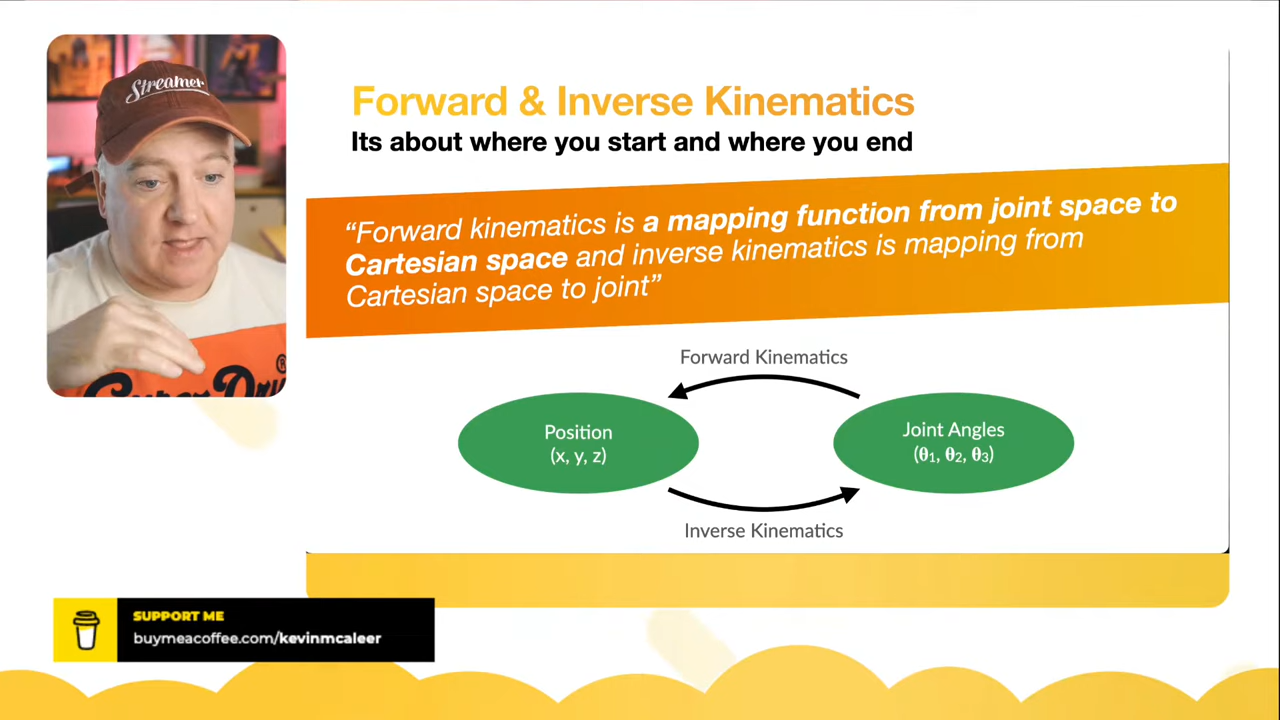 Streamer
Forward & Inverse Kinematics
Its about where you start and where you end
“Forward kinematics is a mapping function from joint space to
Cartesian space and inverse kinematics is mapping from
Cartesian space to joint”
Forward Kinematics
Position
(x, y, z)
Joint Angles
(θ₁, θ₂, θ₃)
Inverse Kinematics
SUPPORT ME
buymeacoffee.com/kevinmcaleer